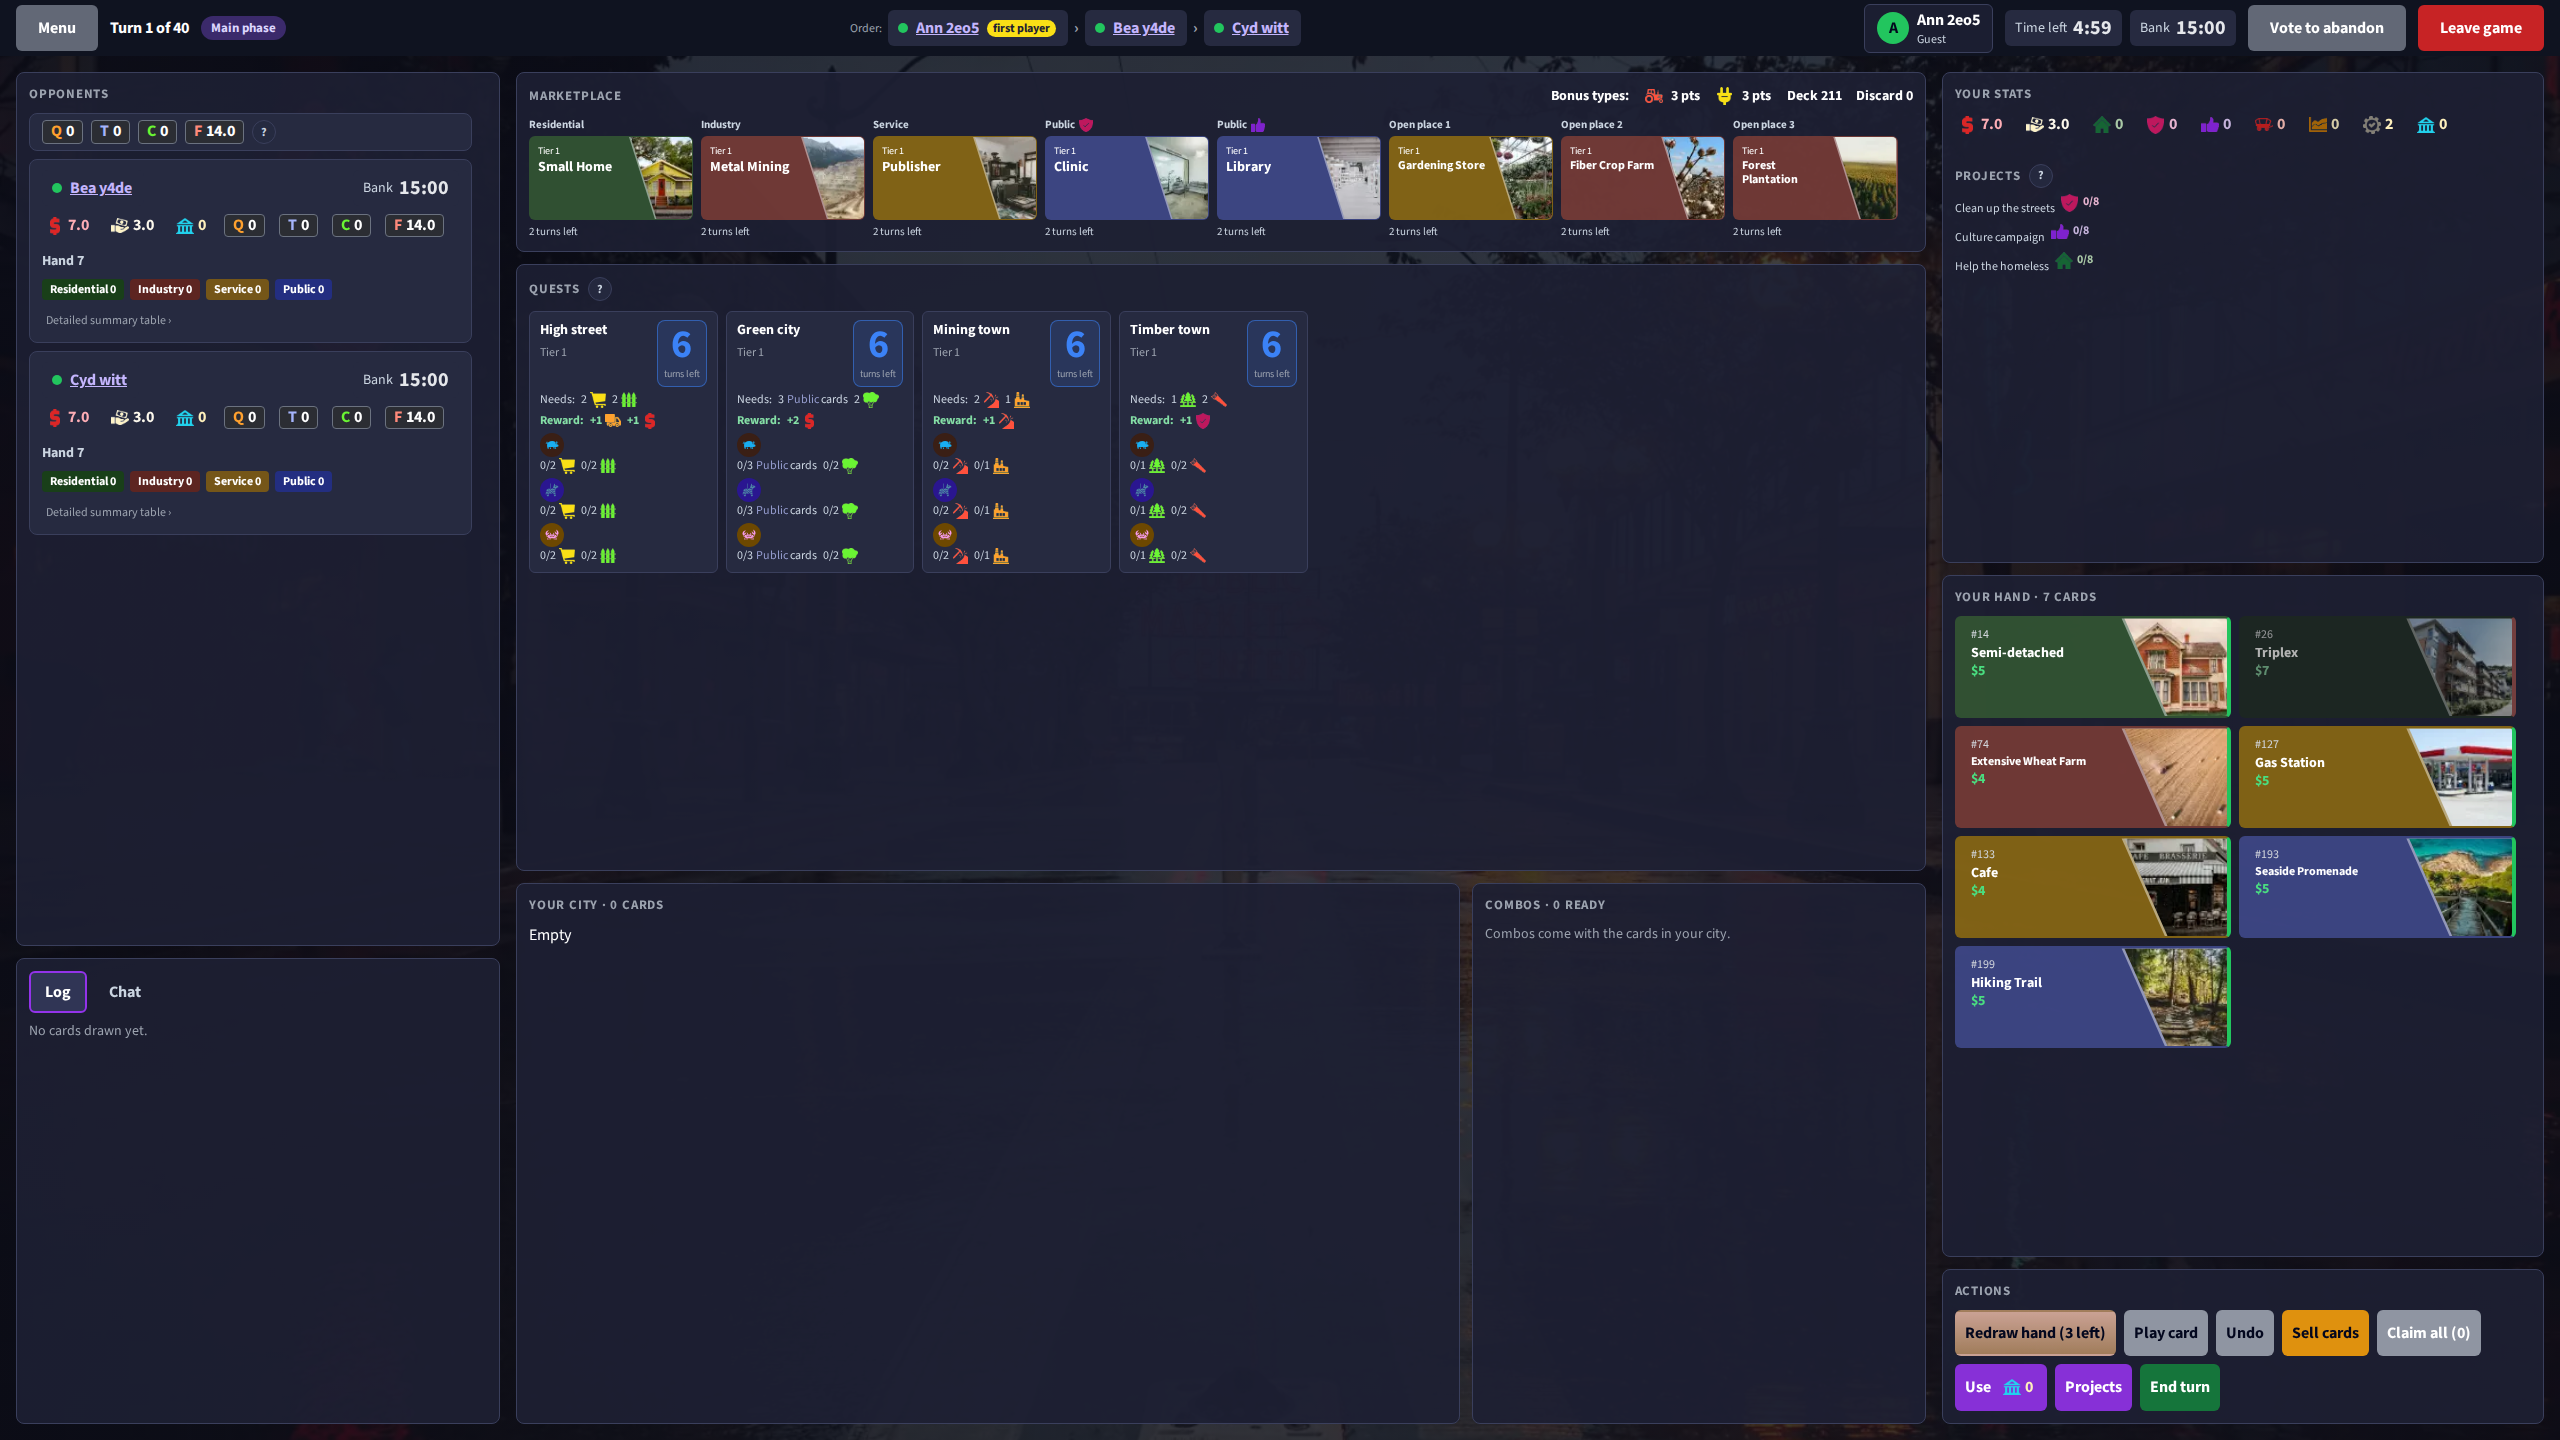 Menu
Turn 1 of 40
Main phase
Order:
Ann 2eo5
first player
›
Bea y4de
›
Cyd witt
A
Ann 2eo5
Guest
Time left 4:59
Bank 15:00
Vote to abandon
Leave game
OPPONENTS
Q 0
T 0
C 0
F 14.0
?
Bea y4de
Bank 15:00
$ 7.0
3.0
0
Q 0
T 0
C 0
F 14.0
Hand 7
Residential 0
Industry 0
Service 0
Public 0
Detailed summary table ›
Cyd witt
Bank 15:00
$ 7.0
3.0
0
Q 0
T 0
C 0
F 14.0
Hand 7
Residential 0
Industry 0
Service 0
Public 0
Detailed summary table ›
Log
Chat
No cards drawn yet.
MARKETPLACE
Bonus types:
3 pts
3 pts
Deck 211
Discard 0
Residential
Tier 1
Small Home
2 turns left
Industry
Tier 1
Metal Mining
2 turns left
Service
Tier 1
Publisher
2 turns left
Public
Tier 1
Clinic
2 turns left
Public
Tier 1
Library
2 turns left
Open place 1
Tier 1
Gardening Store
2 turns left
Open place 2
Tier 1
Fiber Crop Farm
2 turns left
Open place 3
Tier 1
Forest
Plantation
2 turns left
QUESTS ?
High street
Tier 1
6
turns left
Needs: 2 2
Reward: +1 +1 $
0/2 0/2
0/2 0/2
0/2 0/2
Green city
Tier 1
6
turns left
Needs: 3 Public cards 2
Reward: +2 $
0/3 Public cards 0/2
0/3 Public cards 0/2
0/3 Public cards 0/2
Mining town
Tier 1
6
turns left
Needs: 2 1
Reward: +1
0/2 0/1
0/2 0/1
0/2 0/1
Timber town
Tier 1
6
turns left
Needs: 1 2
Reward: +1
0/1 0/2
0/1 0/2
0/1 0/2
YOUR CITY · 0 CARDS
Empty
COMBOS · 0 READY
Combos come with the cards in your city.
YOUR STATS
$ 7.0
3.0
0
0
0
0
0
2
0
PROJECTS ?
Clean up the streets 0/8
Culture campaign 0/8
Help the homeless 0/8
YOUR HAND · 7 CARDS
#14
Semi-detached
$5
#26
Triplex
$7
#74
Extensive Wheat Farm
$4
#127
Gas Station
$5
#133
Cafe
$4
CAFE BRASSERIE
#193
Seaside Promenade
$5
#199
Hiking Trail
$5
ACTIONS
Redraw hand (3 left)
Play card
Undo
Sell cards
Claim all (0)
Use 0
Projects
End turn